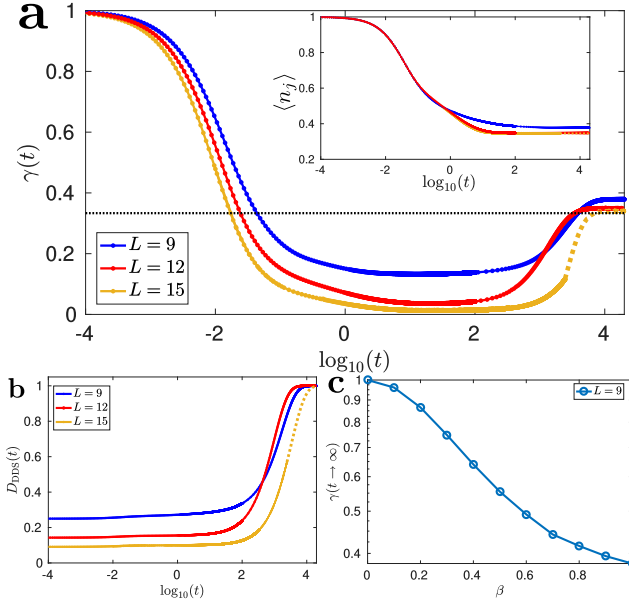 a
1
0.8
0.6
0.4
0.2
0
γ(t)
-4
-2
0
2
4
log₁₀(t)
L = 9
L = 12
L = 15
1
0.8
0.6
0.4
0.2
⟨n_j⟩
-4
-2
0
2
4
log₁₀(t)
b
1
0.8
0.6
0.4
0.2
0
D_DDS(t)
-4
-2
0
2
4
log₁₀(t)
L = 9
L = 12
L = 15
c
1
0.9
0.8
0.7
0.6
0.5
0.4
γ(t → ∞)
0
0.2
0.4
0.6
0.8
β
L = 9